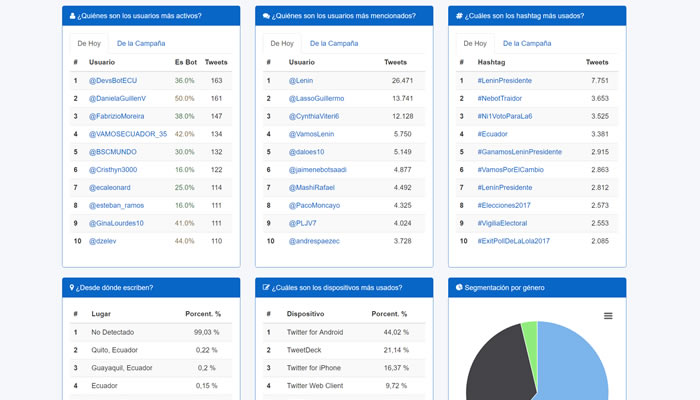 ¿Quiénes son los usuarios más activos?
De Hoy De la Campaña
# Usuario Es Bot Tweets
1 @DevsBotECU 36.0% 163
2 @DanielaGuillenV 50.0% 161
3 @FabrizioMoreira 38.0% 147
4 @VAMOSECUADOR_35 42.0% 134
5 @BSCMUNDO 30.0% 132
6 @Cristhyn3000 16.0% 122
7 @ecaleonard 25.0% 114
8 @esteban_ramos 16.0% 111
9 @GinaLourdes10 41.0% 111
10 @dzelev 44.0% 110
¿Quiénes son los usuarios más mencionados?
De Hoy De la Campaña
# Usuario Tweets
1 @Lenin 26.471
2 @LassoGuillermo 13.741
3 @CynthiaViteri6 12.128
4 @VamosLenin 5.750
5 @daloes10 5.149
6 @jaimenebotsaadi 4.877
7 @MashiRafael 4.492
8 @PacoMoncayo 4.325
9 @PLJV7 4.024
10 @andrespaezec 3.728
¿Cuáles son los hashtag más usados?
De Hoy De la Campaña
# Hashtag Tweets
1 #LeninPresidente 7.751
2 #NebotTraidor 3.653
3 #Ni1VotoParaLa6 3.525
4 #Ecuador 3.381
5 #GanamosLeninPresidente 2.915
6 #VamosPorElCambio 2.863
7 #LeninPresidente 2.812
8 #Elecciones2017 2.573
9 #VigiliaElectoral 2.553
10 #ExitPollDeLaLola2017 2.085
¿Desde dónde escriben?
# Lugar Porcent. %
1 No Detectado 99,03 %
2 Quito, Ecuador 0,22 %
3 Guayaquil, Ecuador 0,2 %
4 Ecuador 0,15 %
¿Cuáles son los dispositivos más usados?
# Dispositivo Porcent. %
1 Twitter for Android 44,02 %
2 TweetDeck 21,14 %
3 Twitter for iPhone 16,37 %
4 Twitter Web Client 9,72 %
Segmentación por género